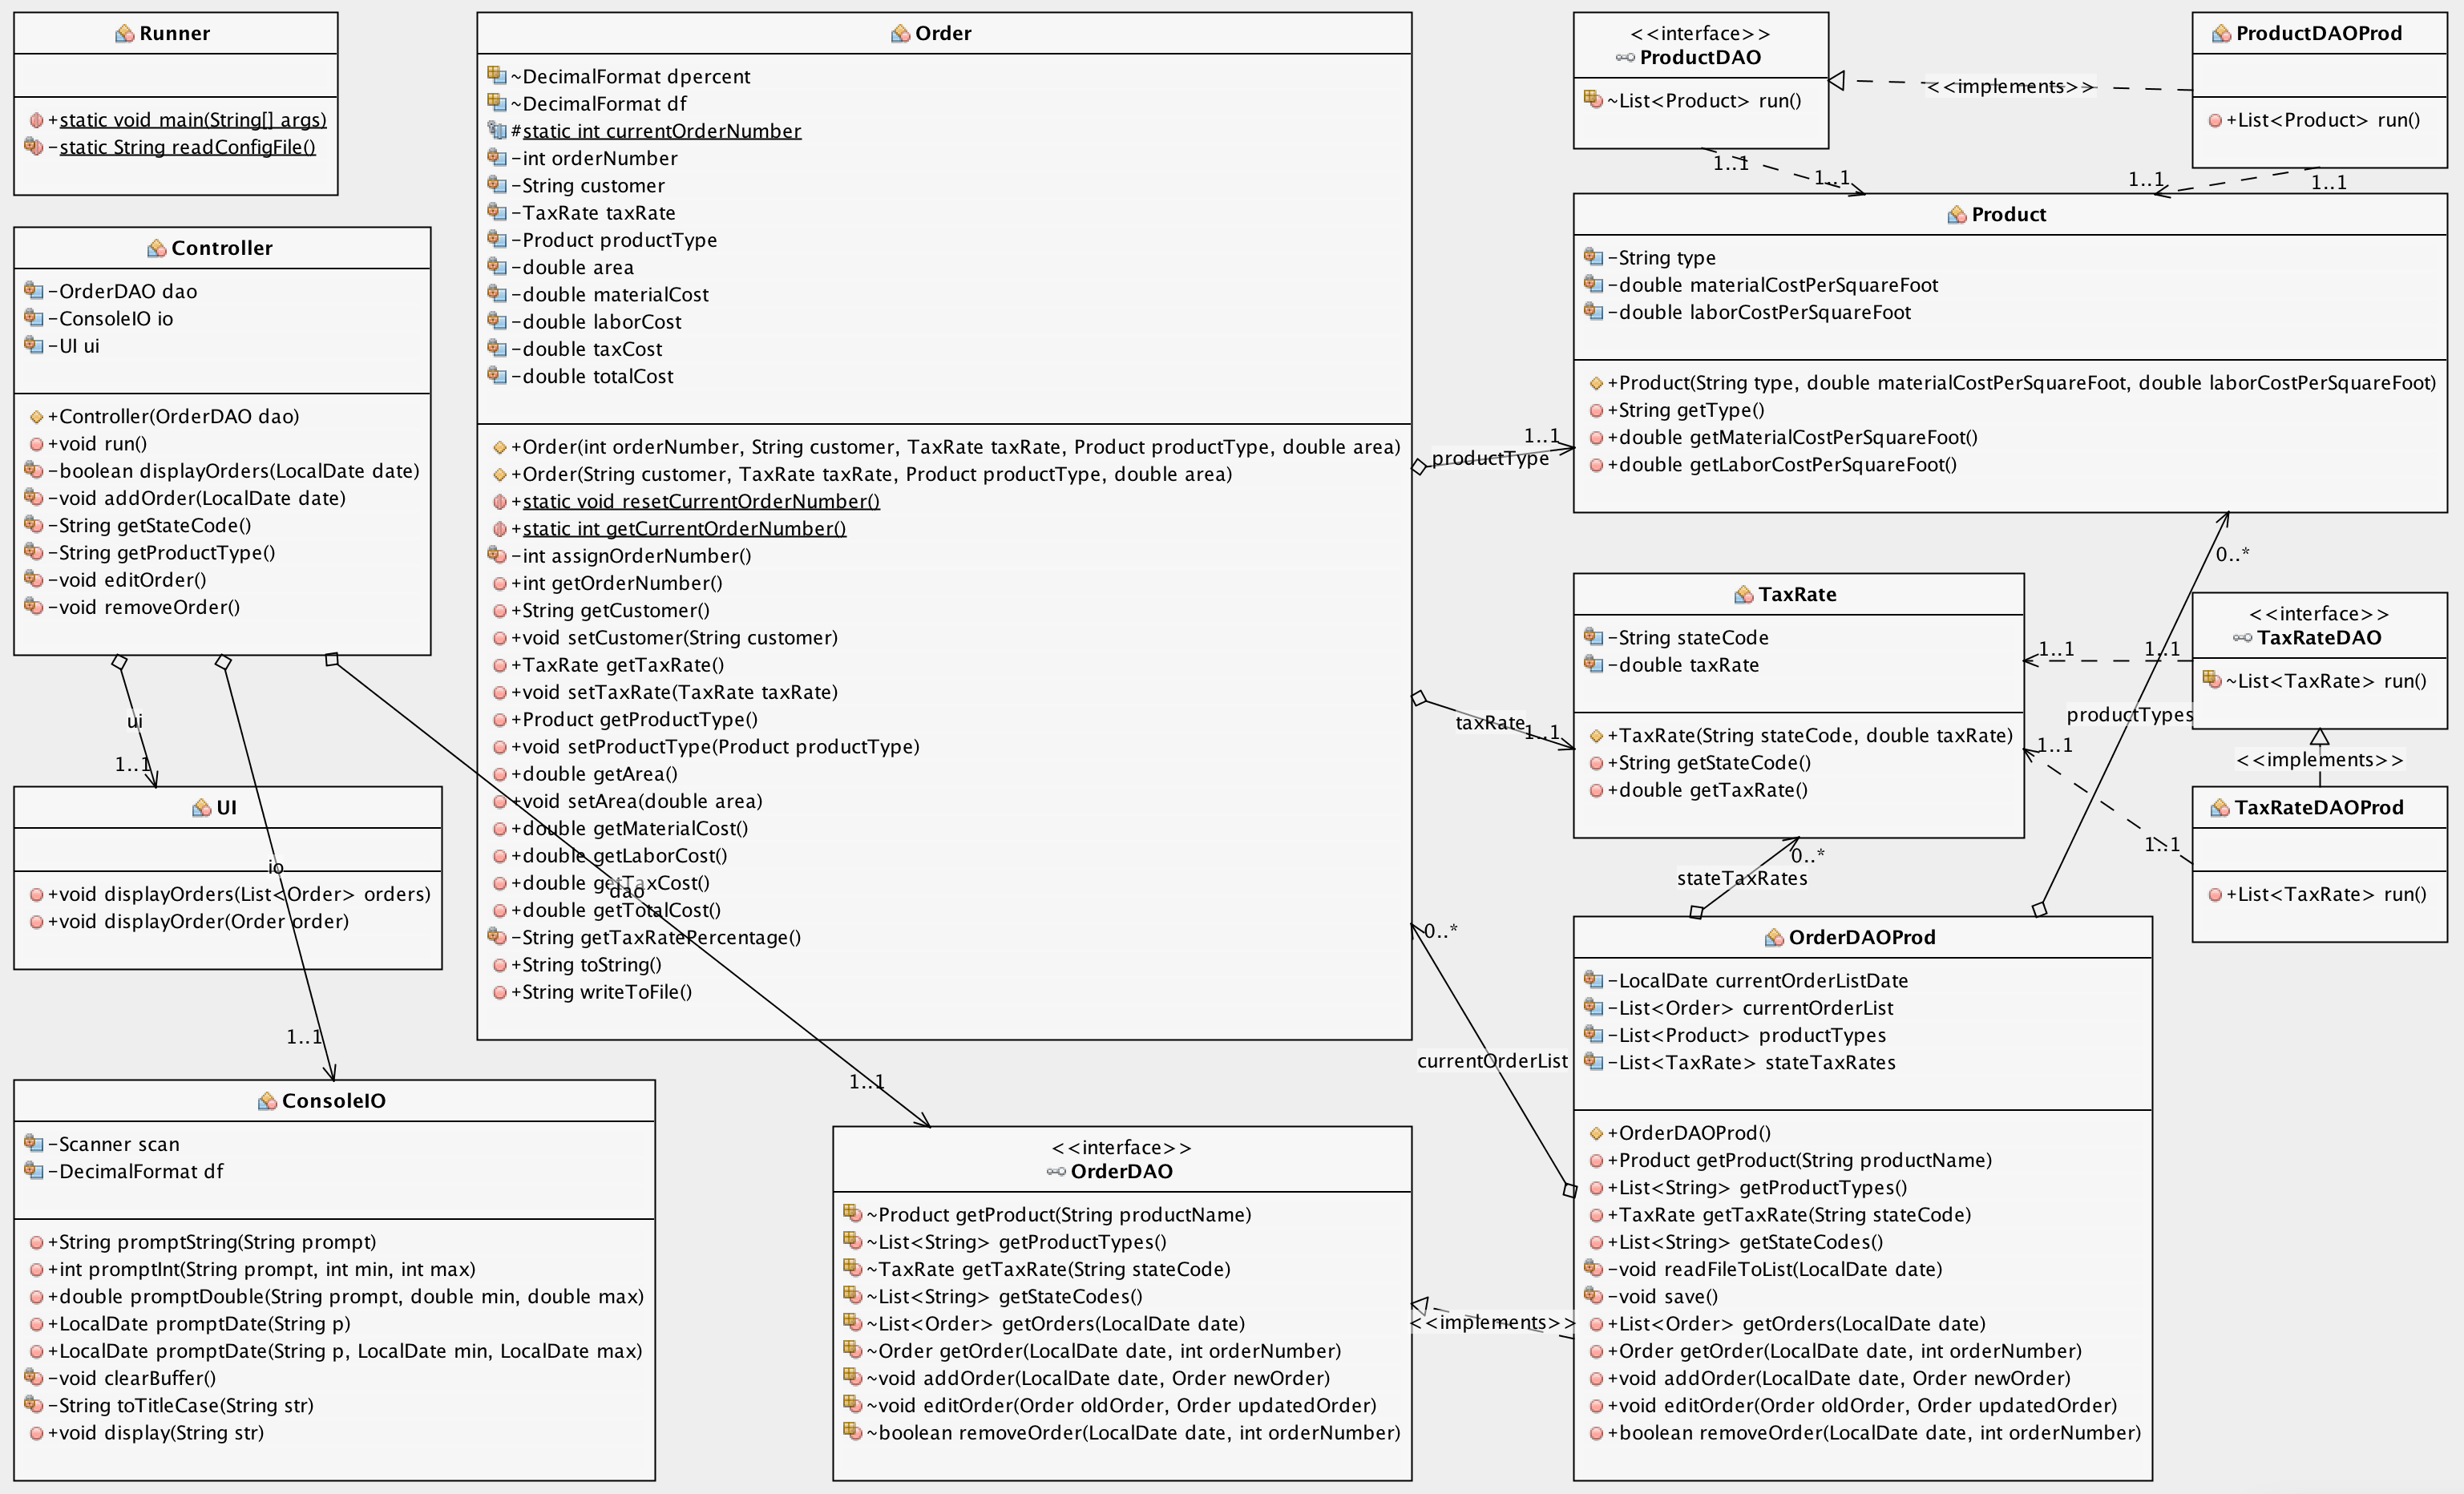 Runner
+static void main(String[] args)
-static String readConfigFile()
Controller
-OrderDAO dao
-ConsoleIO io
-UI ui
+Controller(OrderDAO dao)
+void run()
-boolean displayOrders(LocalDate date)
-void addOrder(LocalDate date)
-String getStateCode()
-String getProductType()
-void editOrder()
-void removeOrder()
ui
1..1
io
1..1
dao
1..1
UI
+void displayOrders(List<Order> orders)
+void displayOrder(Order order)
ConsoleIO
-Scanner scan
-DecimalFormat df
+String promptString(String prompt)
+int promptInt(String prompt, int min, int max)
+double promptDouble(String prompt, double min, double max)
+LocalDate promptDate(String p)
+LocalDate promptDate(String p, LocalDate min, LocalDate max)
-void clearBuffer()
-String toTitleCase(String str)
+void display(String str)
Order
~DecimalFormat dpercent
~DecimalFormat df
#static int currentOrderNumber
-int orderNumber
-String customer
-TaxRate taxRate
-Product productType
-double area
-double materialCost
-double laborCost
-double taxCost
-double totalCost
+Order(int orderNumber, String customer, TaxRate taxRate, Product productType, double area)
+Order(String customer, TaxRate taxRate, Product productType, double area)
+static void resetCurrentOrderNumber()
+static int getCurrentOrderNumber()
-int assignOrderNumber()
+int getOrderNumber()
+String getCustomer()
+void setCustomer(String customer)
+TaxRate getTaxRate()
+void setTaxRate(TaxRate taxRate)
+Product getProductType()
+void setProductType(Product productType)
+double getArea()
+void setArea(double area)
+double getMaterialCost()
+double getLaborCost()
+double getTaxCost()
+double getTotalCost()
-String getTaxRatePercentage()
+String toString()
+String writeToFile()
productType
1..1
taxRate
1..1
<<interface>>
OrderDAO
~Product getProduct(String productName)
~List<String> getProductTypes()
~TaxRate getTaxRate(String stateCode)
~List<String> getStateCodes()
~List<Order> getOrders(LocalDate date)
~Order getOrder(LocalDate date, int orderNumber)
~void addOrder(LocalDate date, Order newOrder)
~void editOrder(Order oldOrder, Order updatedOrder)
~boolean removeOrder(LocalDate date, int orderNumber)
<<interface>>
ProductDAO
~List<Product> run()
<<implements>>
ProductDAOProd
+List<Product> run()
1..1
1..1
1..1
1..1
Product
-String type
-double materialCostPerSquareFoot
-double laborCostPerSquareFoot
+Product(String type, double materialCostPerSquareFoot, double laborCostPerSquareFoot)
+String getType()
+double getMaterialCostPerSquareFoot()
+double getLaborCostPerSquareFoot()
0..*
productTypes
TaxRate
-String stateCode
-double taxRate
+TaxRate(String stateCode, double taxRate)
+String getStateCode()
+double getTaxRate()
1..1
1..1
<<interface>>
TaxRateDAO
~List<TaxRate> run()
<<implements>>
1..1
1..1
TaxRateDAOProd
+List<TaxRate> run()
0..*
stateTaxRates
0..*
currentOrderList
<<implements>>
OrderDAOProd
-LocalDate currentOrderListDate
-List<Order> currentOrderList
-List<Product> productTypes
-List<TaxRate> stateTaxRates
+OrderDAOProd()
+Product getProduct(String productName)
+List<String> getProductTypes()
+TaxRate getTaxRate(String stateCode)
+List<String> getStateCodes()
-void readFileToList(LocalDate date)
-void save()
+List<Order> getOrders(LocalDate date)
+Order getOrder(LocalDate date, int orderNumber)
+void addOrder(LocalDate date, Order newOrder)
+void editOrder(Order oldOrder, Order updatedOrder)
+boolean removeOrder(LocalDate date, int orderNumber)